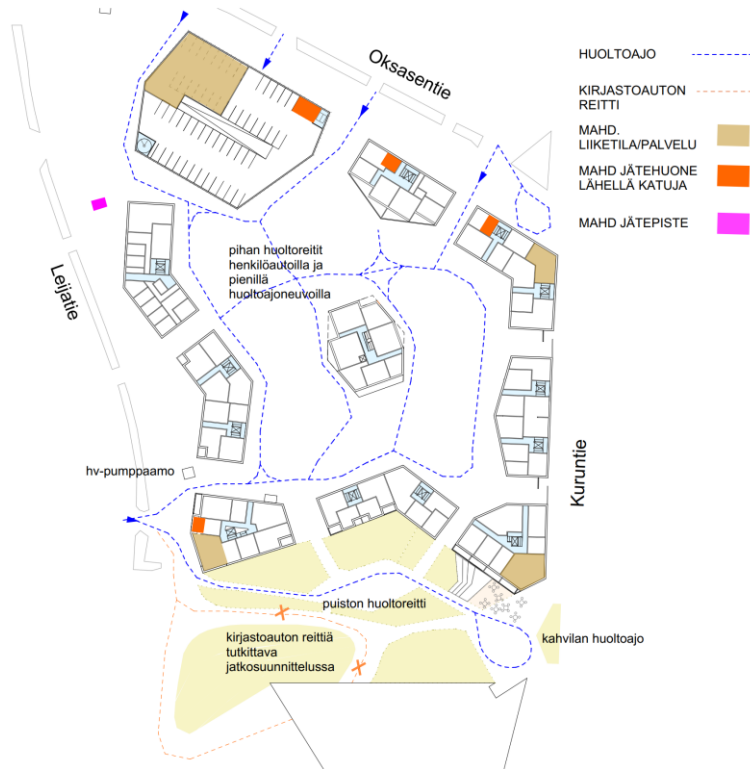 Oksasentie
HUOLTOAJO
KIRJASTOAUTON
REITTI
MAHD.
LIIKETILA/PALVELU
MAHD JÄTEHUONE
LÄHELLÄ KATUJA
MAHD JÄTEPISTE
Leijatie
pihan huoltoreitit
henkilöautoilla ja
pienillä
huoltoajoneuvoilla
Kuruntie
hv-pumppaamo
puiston huoltoreitti
kirjastoauton reittiä
tutkittava
jatkosuunnittelussa
kahvilan huoltoajo